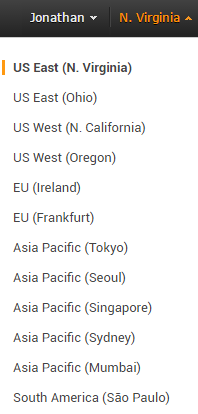 Jonathan N. Virginia
US East (N. Virginia)
US East (Ohio)
US West (N. California)
US West (Oregon)
EU (Ireland)
EU (Frankfurt)
Asia Pacific (Tokyo)
Asia Pacific (Seoul)
Asia Pacific (Singapore)
Asia Pacific (Sydney)
Asia Pacific (Mumbai)
South America (São Paulo)